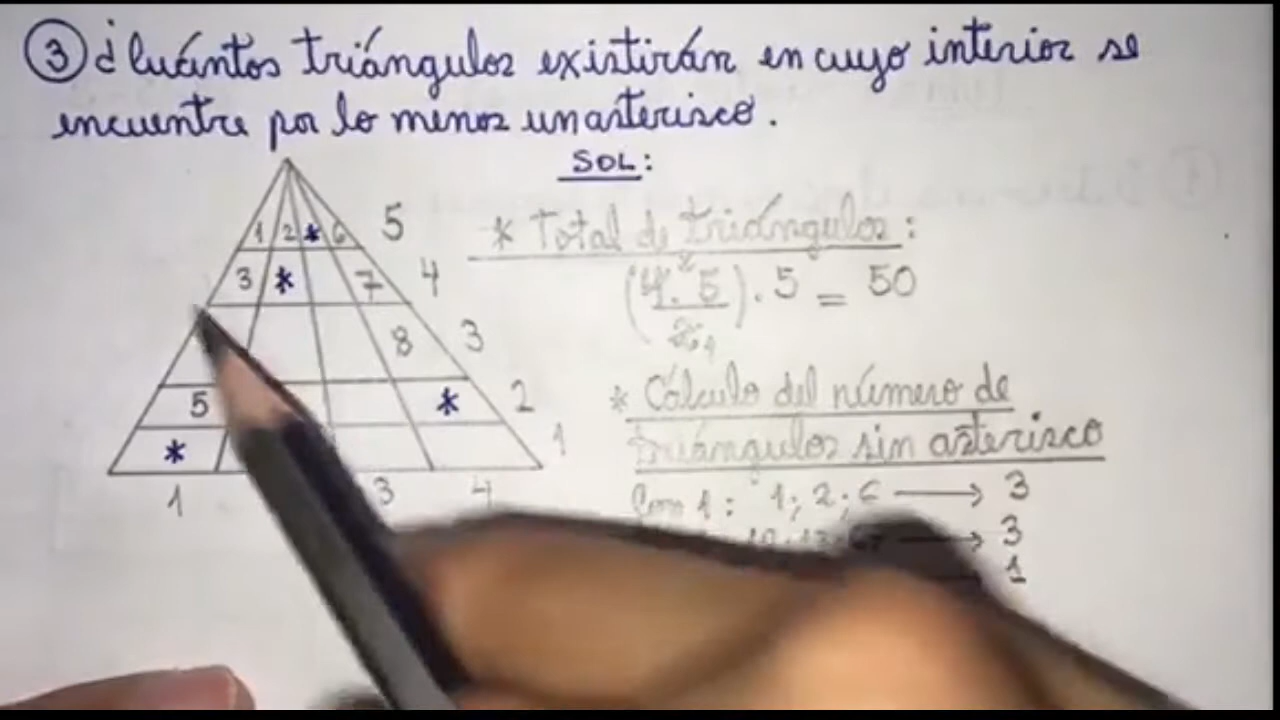 3 ¿Cuántos triángulos existirán en cuyo interior se
encuentre por lo menos un asterisco.
SOL:
1 2 * 6 5
3 * 7 4
8 3
5 * 2
* 1
1 3 4
* Total de triángulos:
(4.5/2) . 5 = 50
* Cálculo del número de
triángulos sin asterisco
Con 1: 1; 2; 6 → 3
→ 3
1